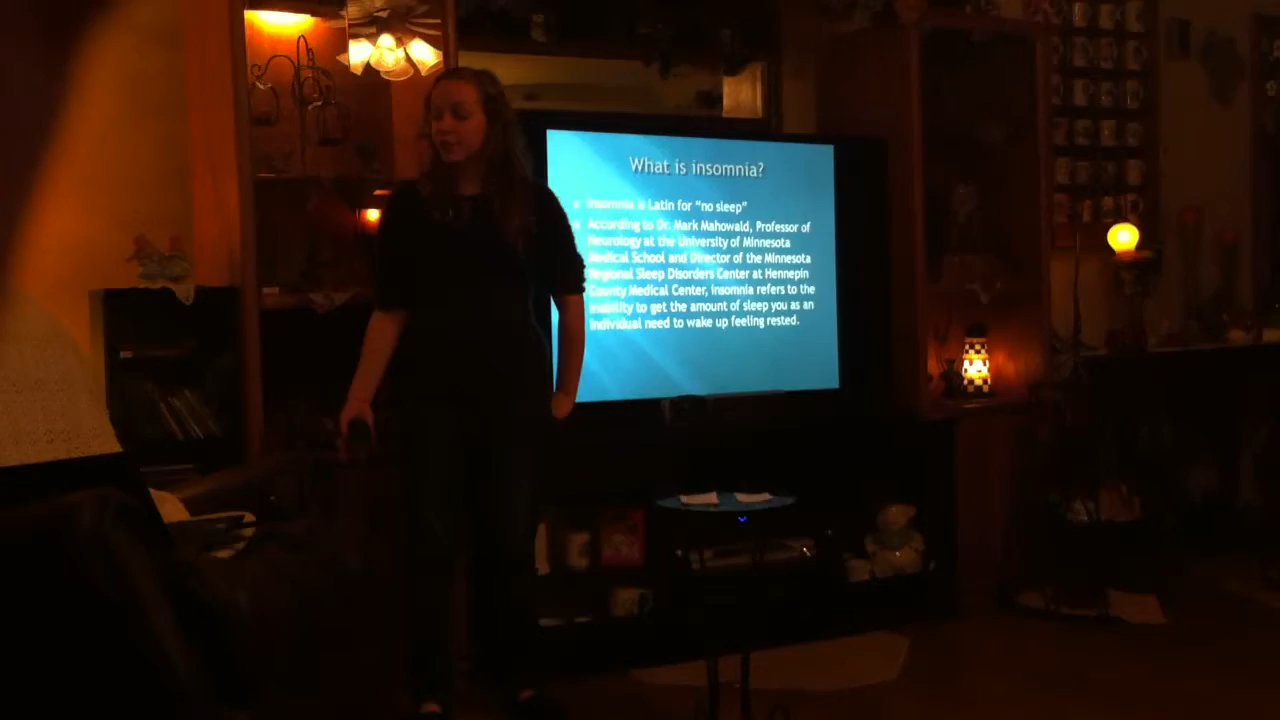 What is insomnia?
Insomnia is Latin for “no sleep”
According to Dr. Mark Mahowald, Professor of
Neurology at the University of Minnesota
Medical School and Director of the Minnesota
Regional Sleep Disorders Center at Hennepin
County Medical Center, insomnia refers to the
inability to get the amount of sleep you as an
individual need to wake up feeling rested.